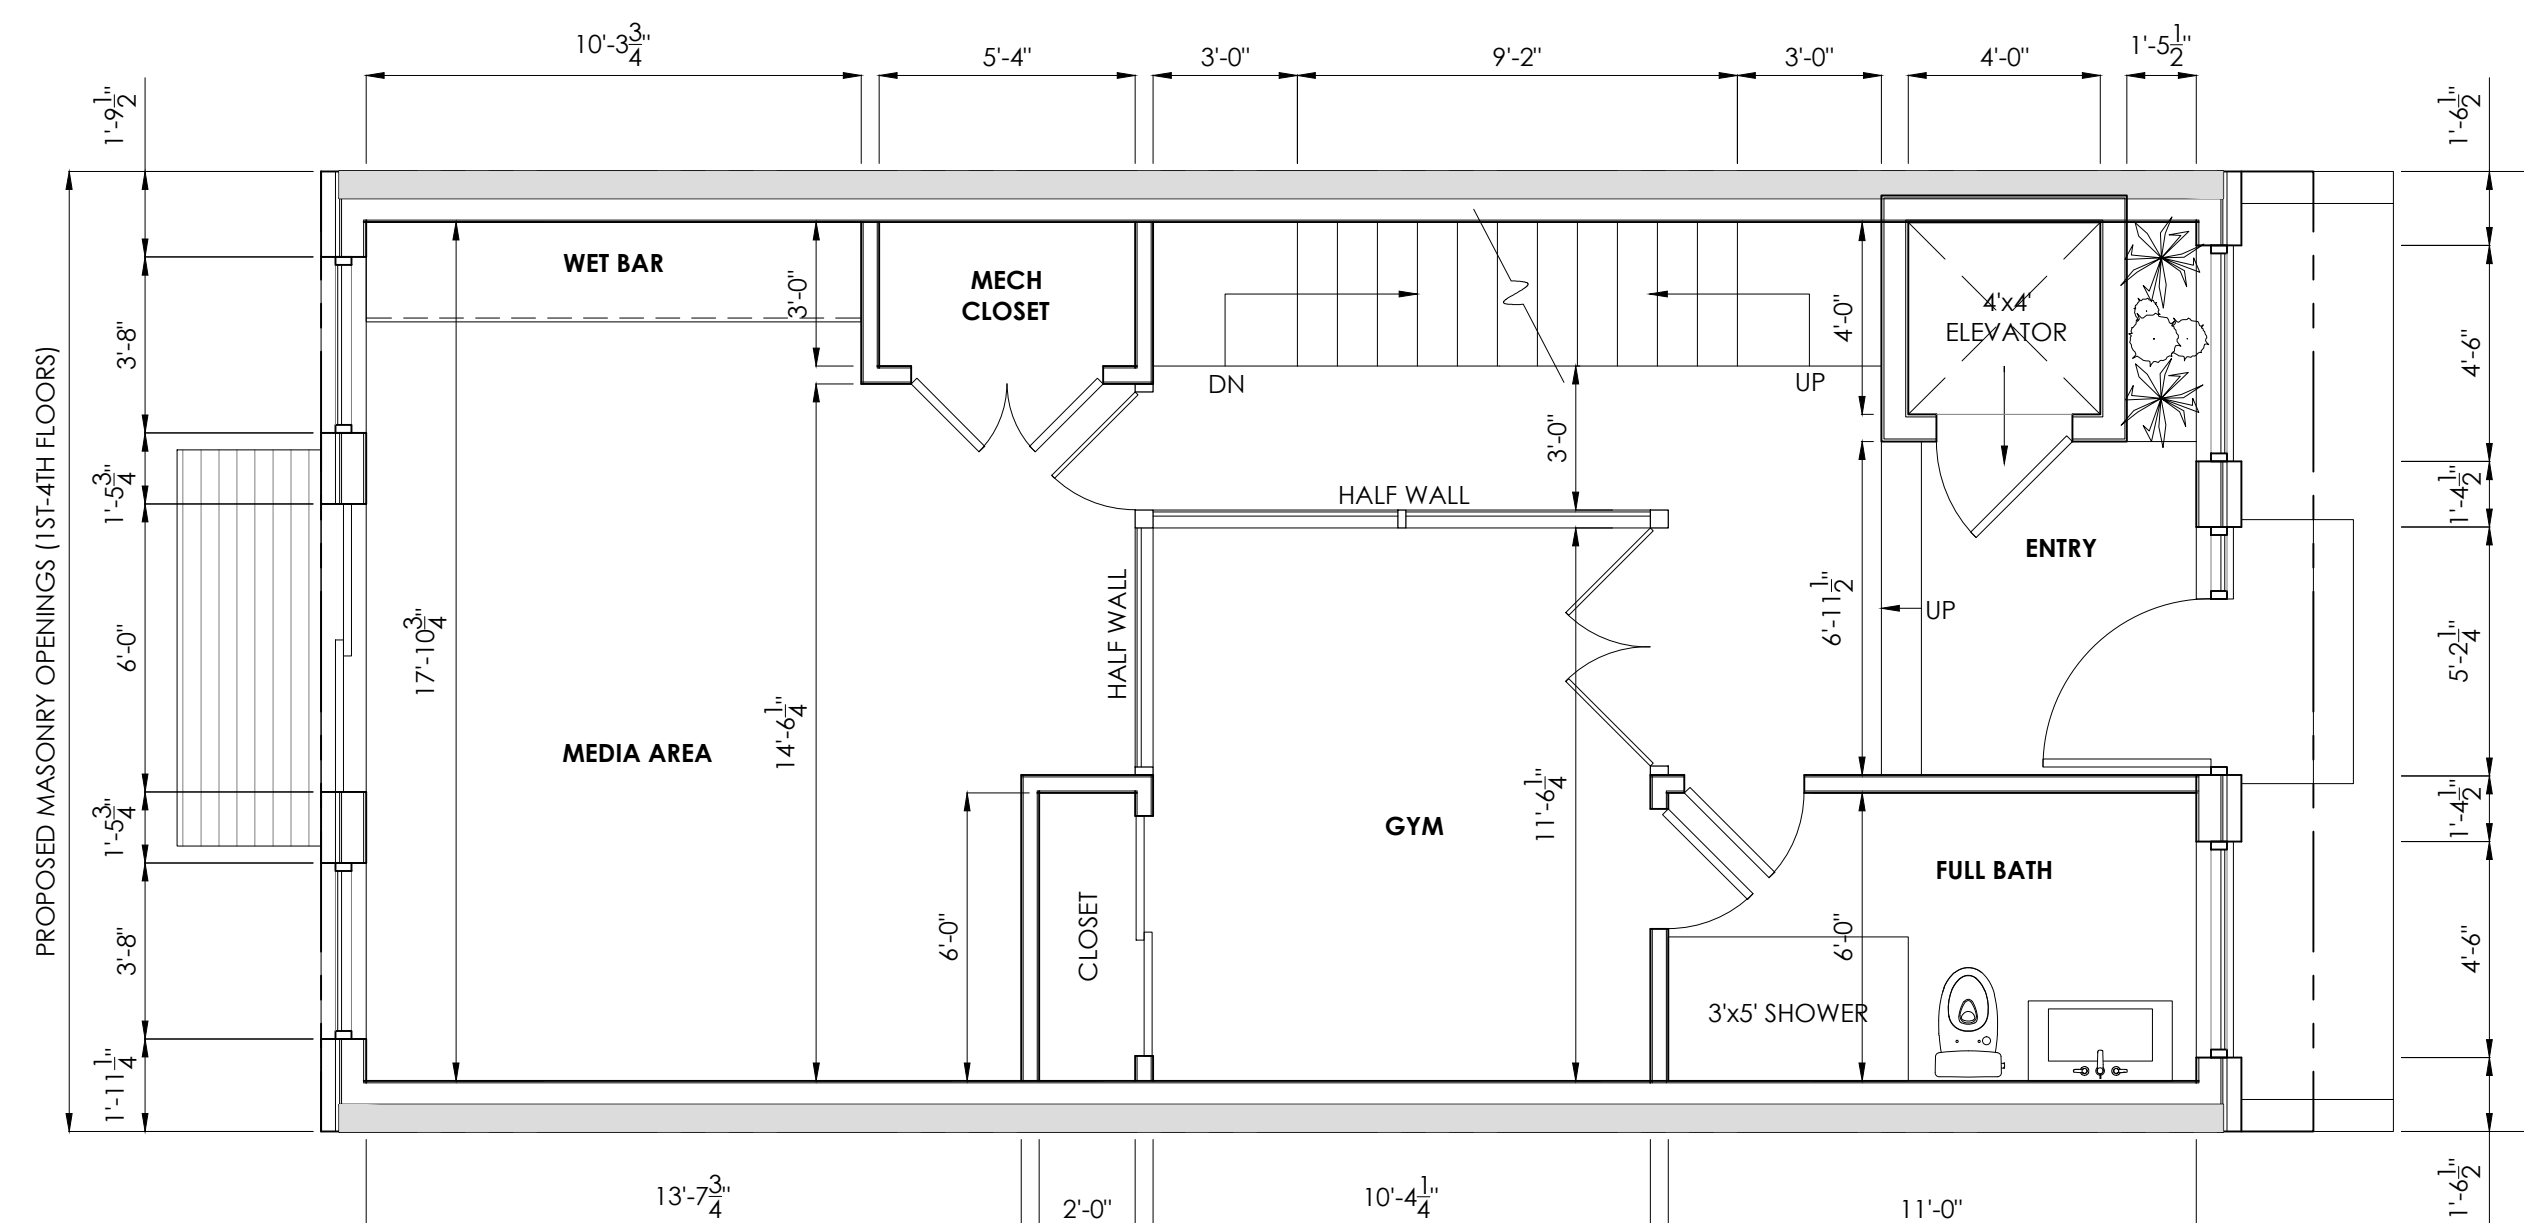 10'-3 3/4"
5'-4"
3'-0"
9'-2"
3'-0"
4'-0"
1'-5 1/2"
1'-9 1/2"
1'-6 1/2"
WET BAR
MECH
CLOSET
3'-0"
4'-0"
4'x4'
ELEVATOR
3'-8"
4'-6"
DN
UP
3'-0"
HALF WALL
1'-5 3/4"
1'-4 1/2"
ENTRY
PROPOSED MASONRY OPENINGS (1ST-4TH FLOORS)
6'-0"
17'-10 3/4"
14'-6 1/4"
HALF WALL
6'-11 1/2"
UP
5'-2 1/4"
MEDIA AREA
GYM
11'-6 1/4"
1'-5 3/4"
1'-4 1/2"
FULL BATH
3'-8"
6'-0"
CLOSET
6'-0"
4'-6"
3'x5' SHOWER
1'-11 1/4"
1'-6 1/2"
13'-7 3/4"
2'-0"
10'-4 1/4"
11'-0"